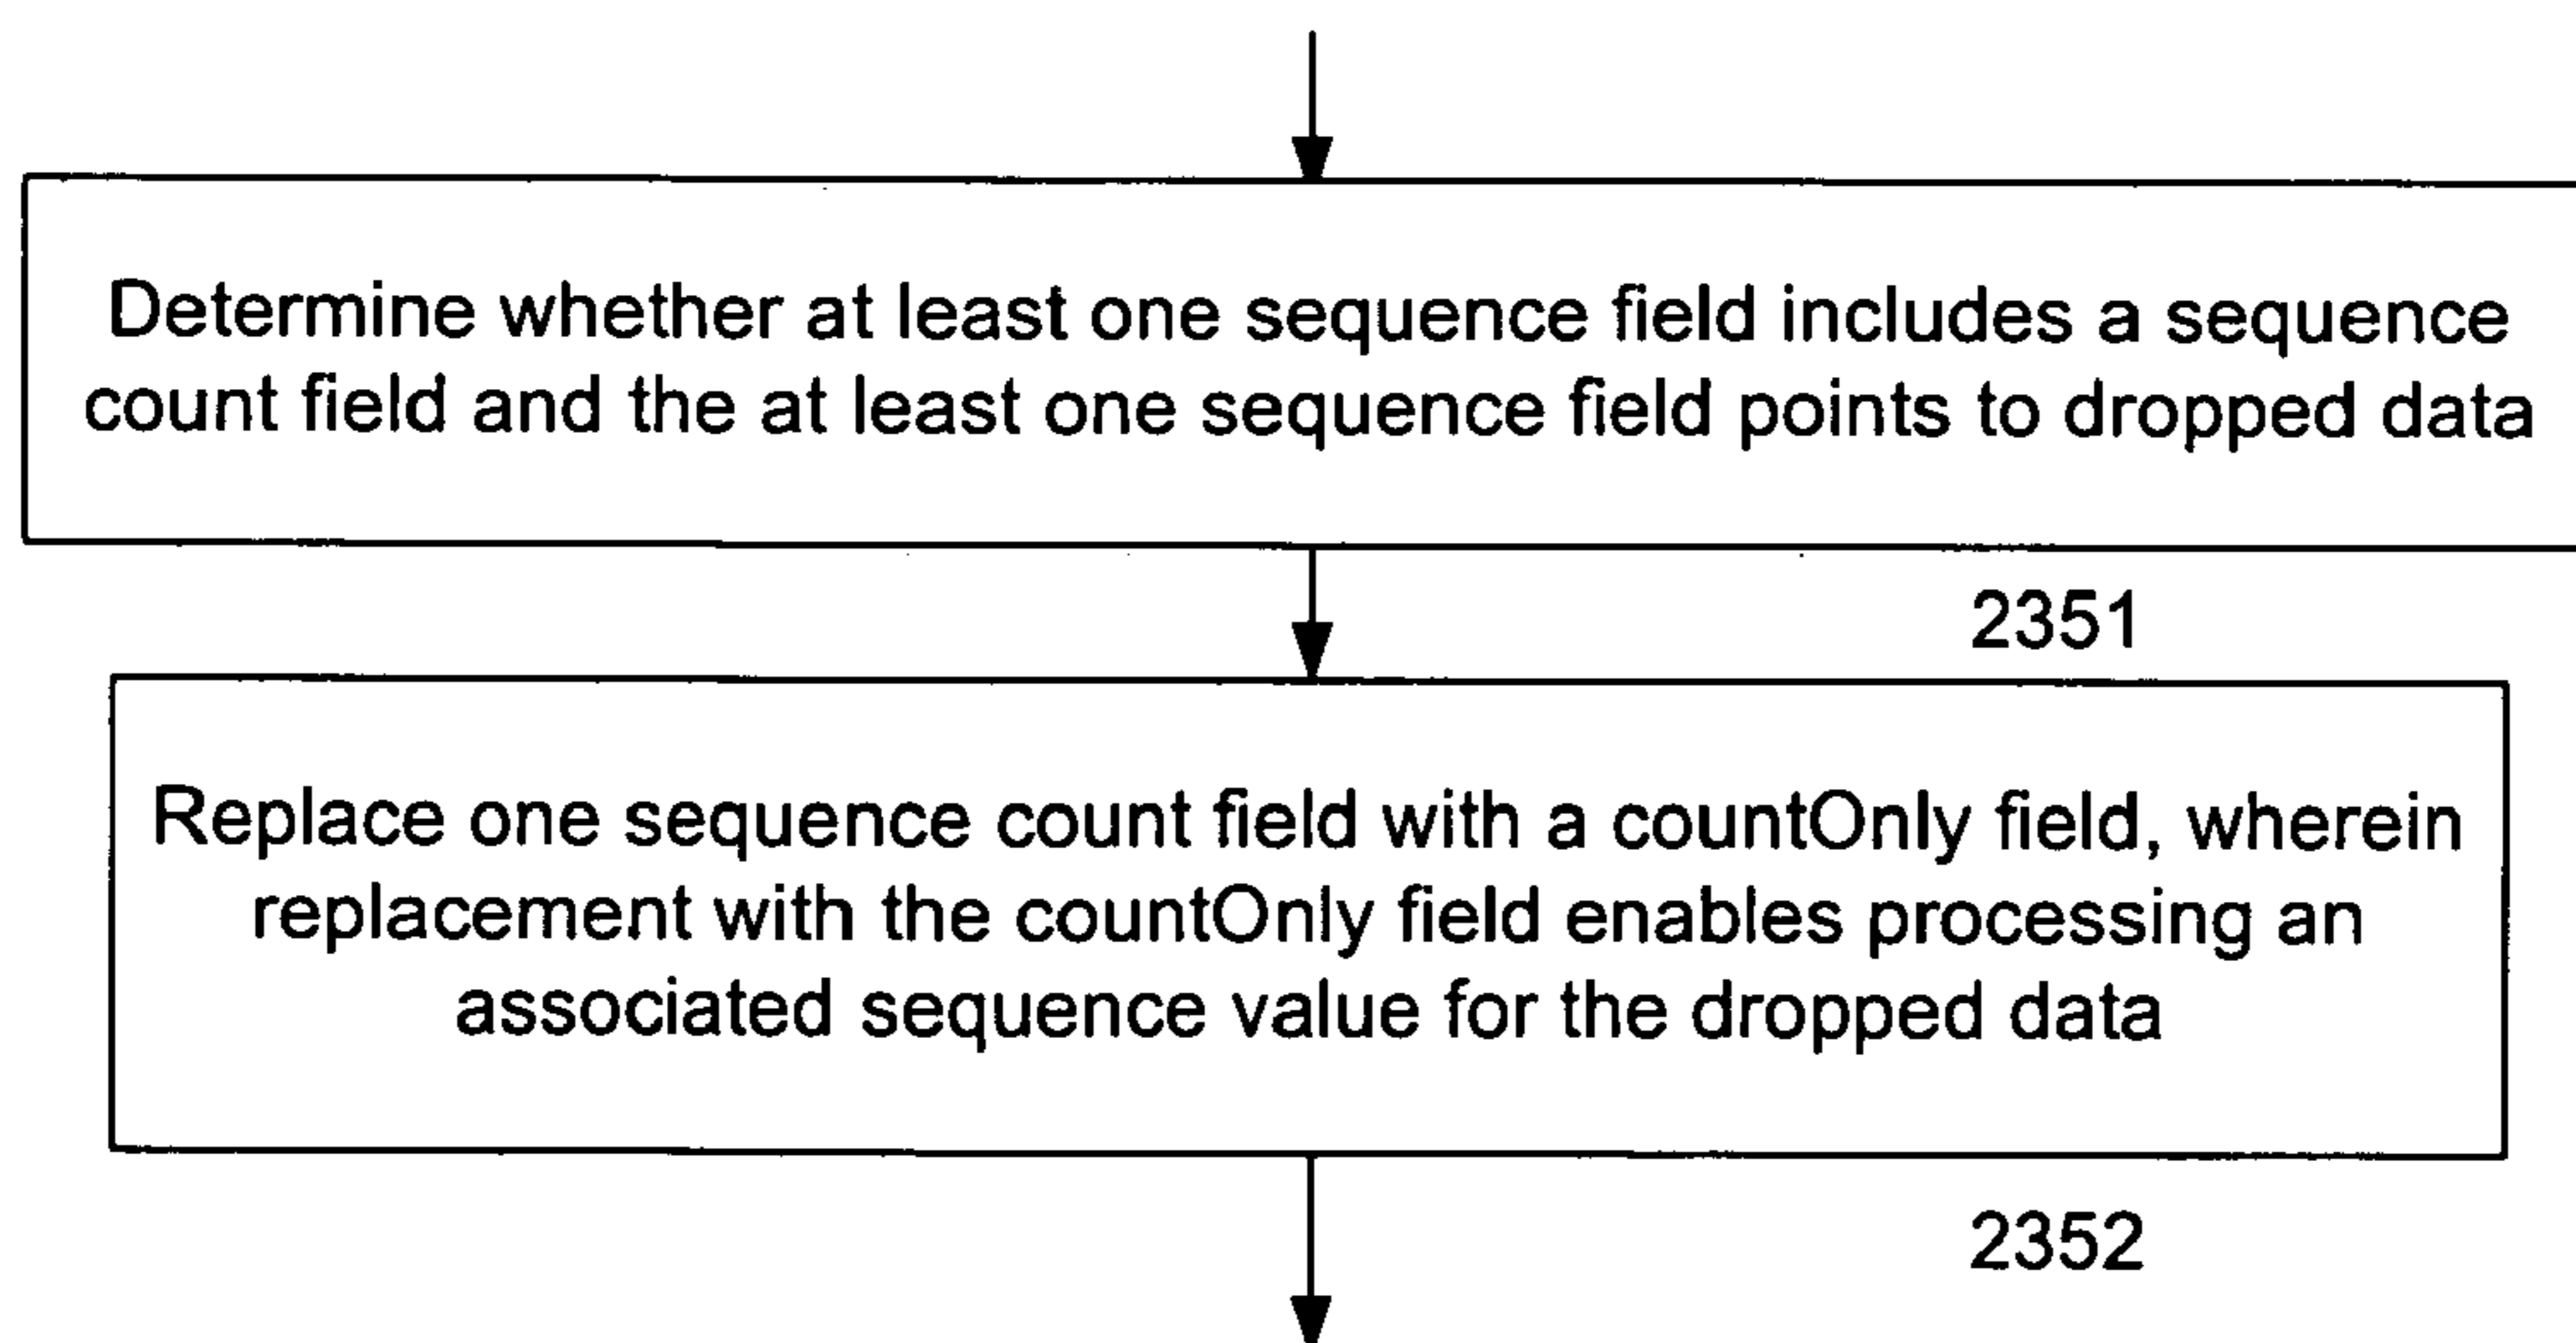 Determine whether at least one sequence field includes a sequence
count field and the at least one sequence field points to dropped data
2351
Replace one sequence count field with a countOnly field, wherein
replacement with the countOnly field enables processing an
associated sequence value for the dropped data
2352